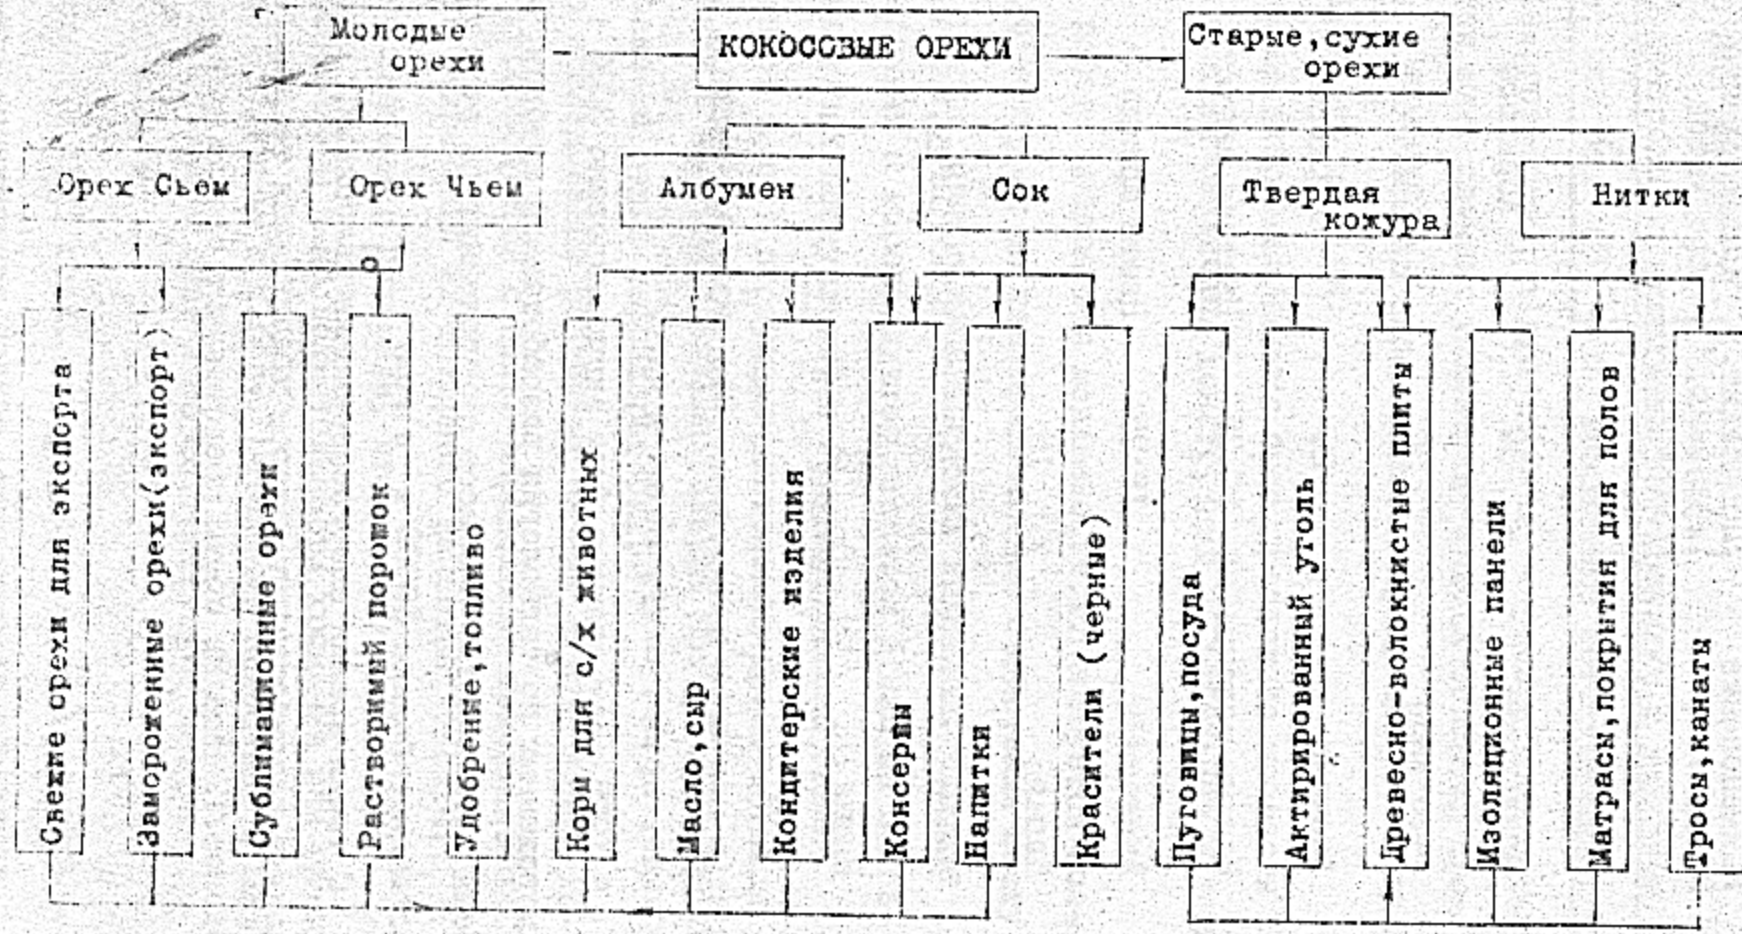 Молодые
орехи
КОКОСОВЫЕ ОРЕХИ
Старые,сухие
орехи
Орех Сьем
Орех Чьем
Албумен
Сок
Твердая
кожура
Нитки
Свежие орехи для экспорта
Замороженные орехи(экспорт)
Сублимационные орехи
Растворимый порошок
Удобрение,топливо
Корм для с/х животных
Масло,сыр
Кондитерские изделия
Консервы
Напитки
Красители (черные)
Пуговицы,посуда
Актирированный уголь
Древесно-волокнистые плиты
Изоляционные панели
Матрасы,покрытия для полов
Тросы,канаты